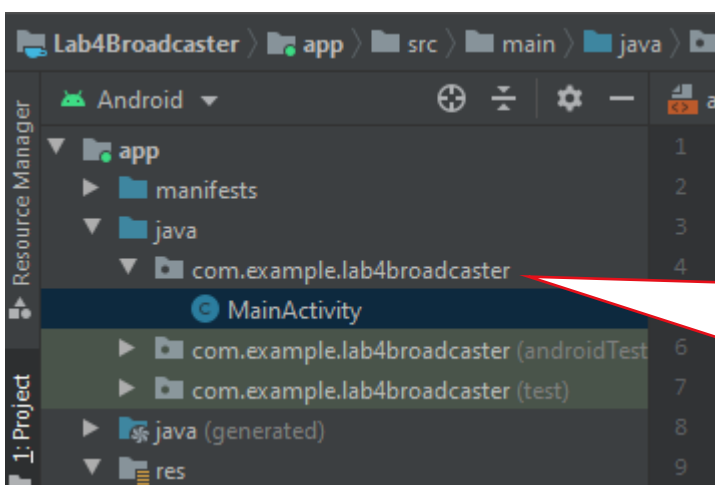 Lab4Broadcaster 〉 app 〉 src 〉 main 〉 java 〉
Resource Manager
1: Project
Android
app
manifests
java
com.example.lab4broadcaster
MainActivity
com.example.lab4broadcaster (androidTest
com.example.lab4broadcaster (test)
java (generated)
res
a
1
2
3
4
6
7
8
9